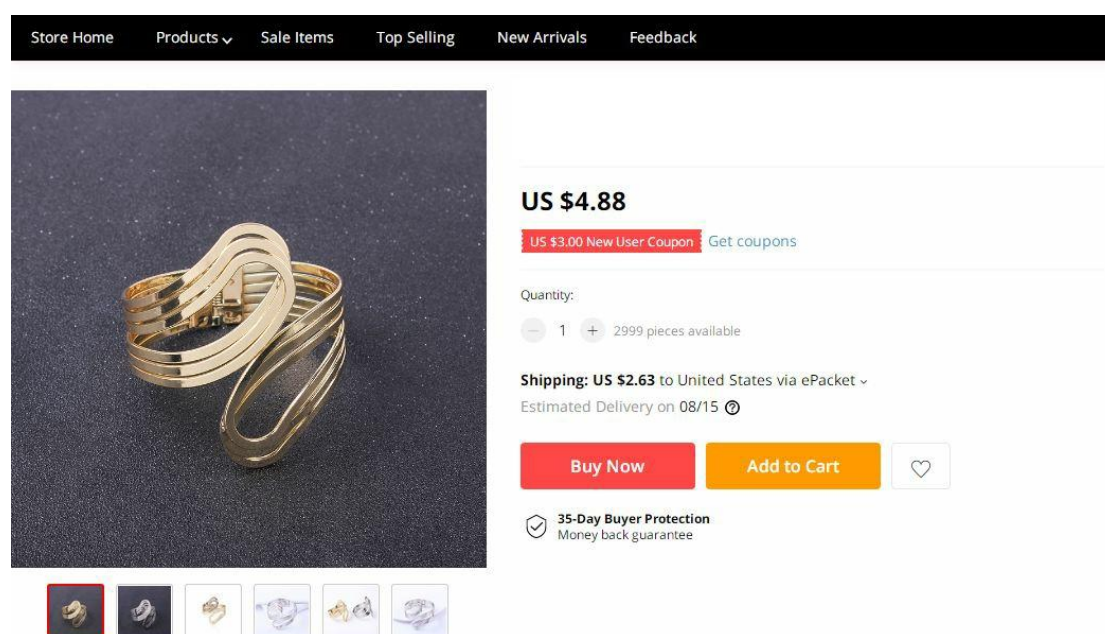 Store Home Products Sale Items Top Selling New Arrivals Feedback
US $4.88
US $3.00 New User Coupon Get coupons
Quantity:
1 + 2999 pieces available
Shipping: US $2.63 to United States via ePacket
Estimated Delivery on 08/15
Buy Now Add to Cart
35-Day Buyer Protection
Money back guarantee